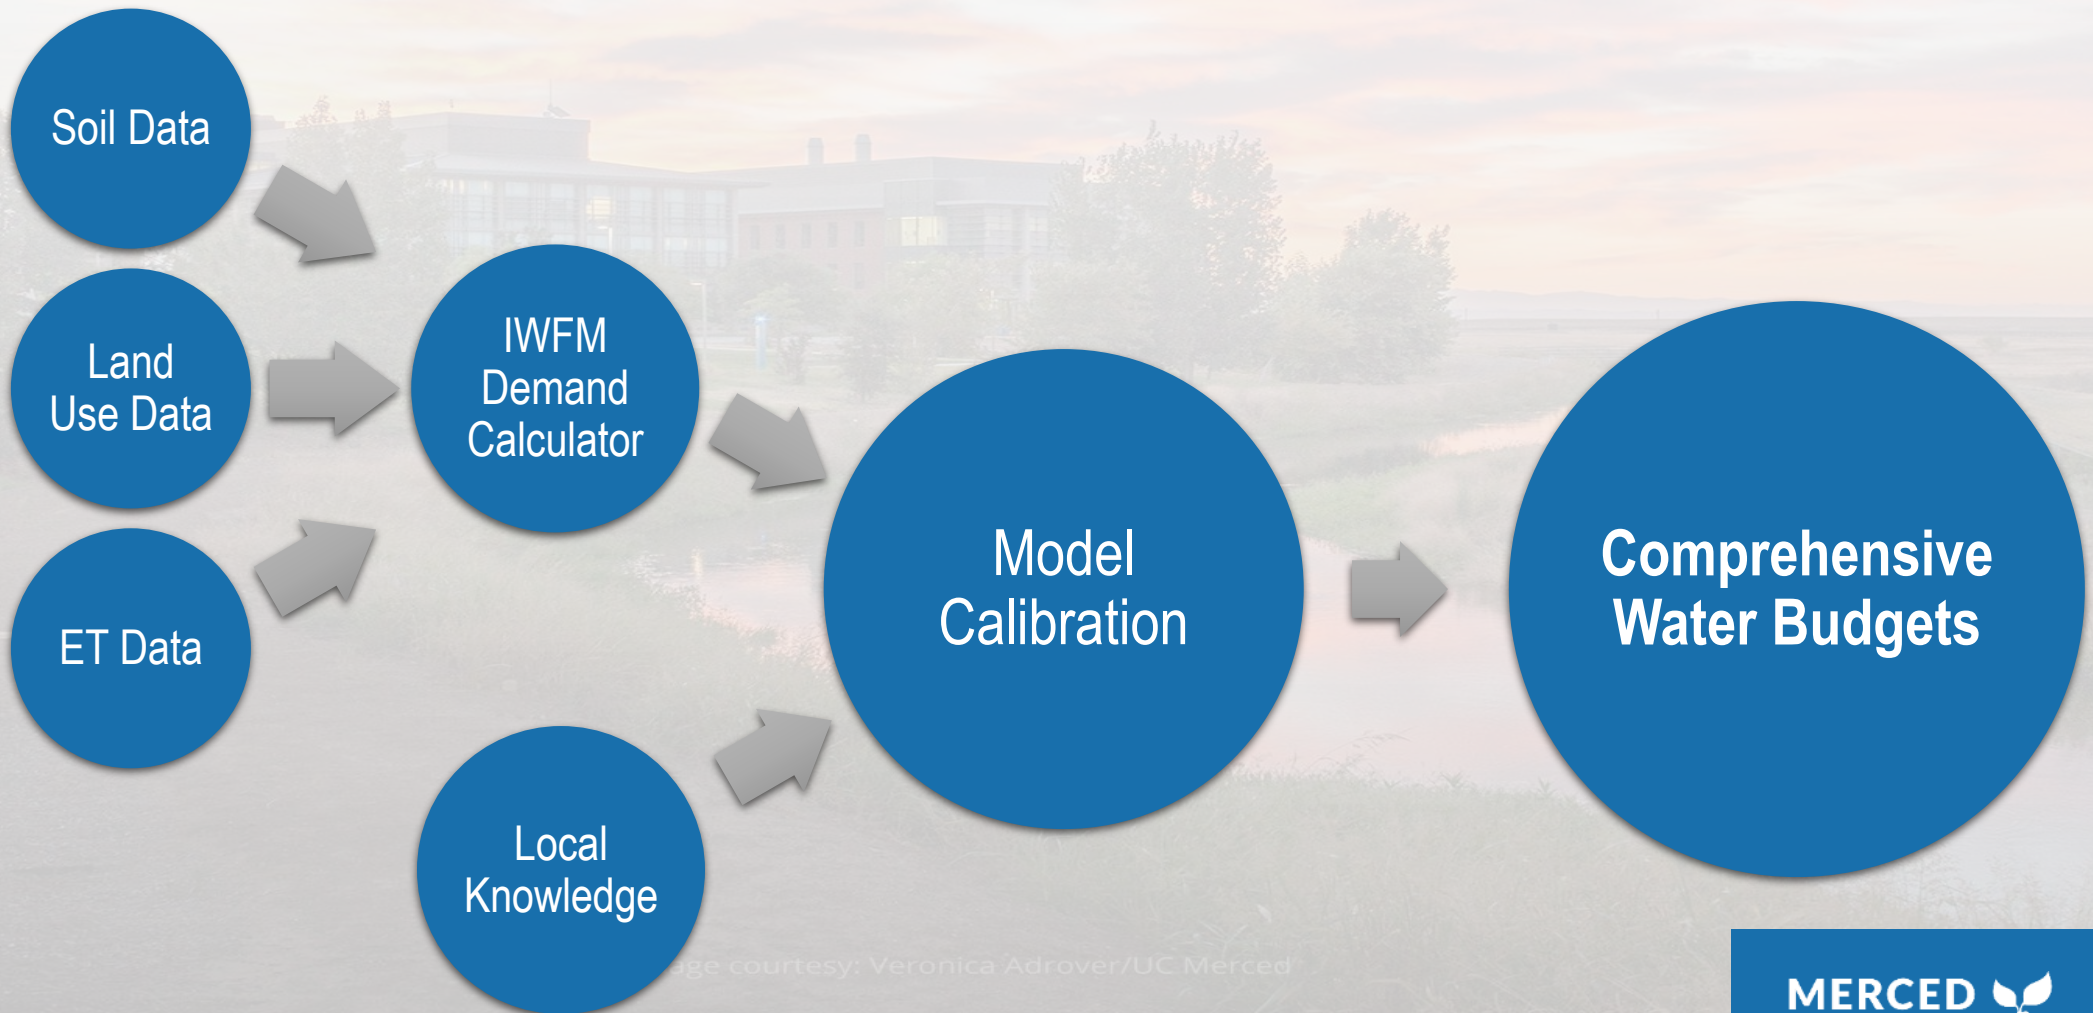 Soil Data
Land
Use Data
ET Data
IWFM
Demand
Calculator
Local
Knowledge
Model
Calibration
Comprehensive
Water Budgets
courtesy: Veronica Adrover/UC Merced
MERCED